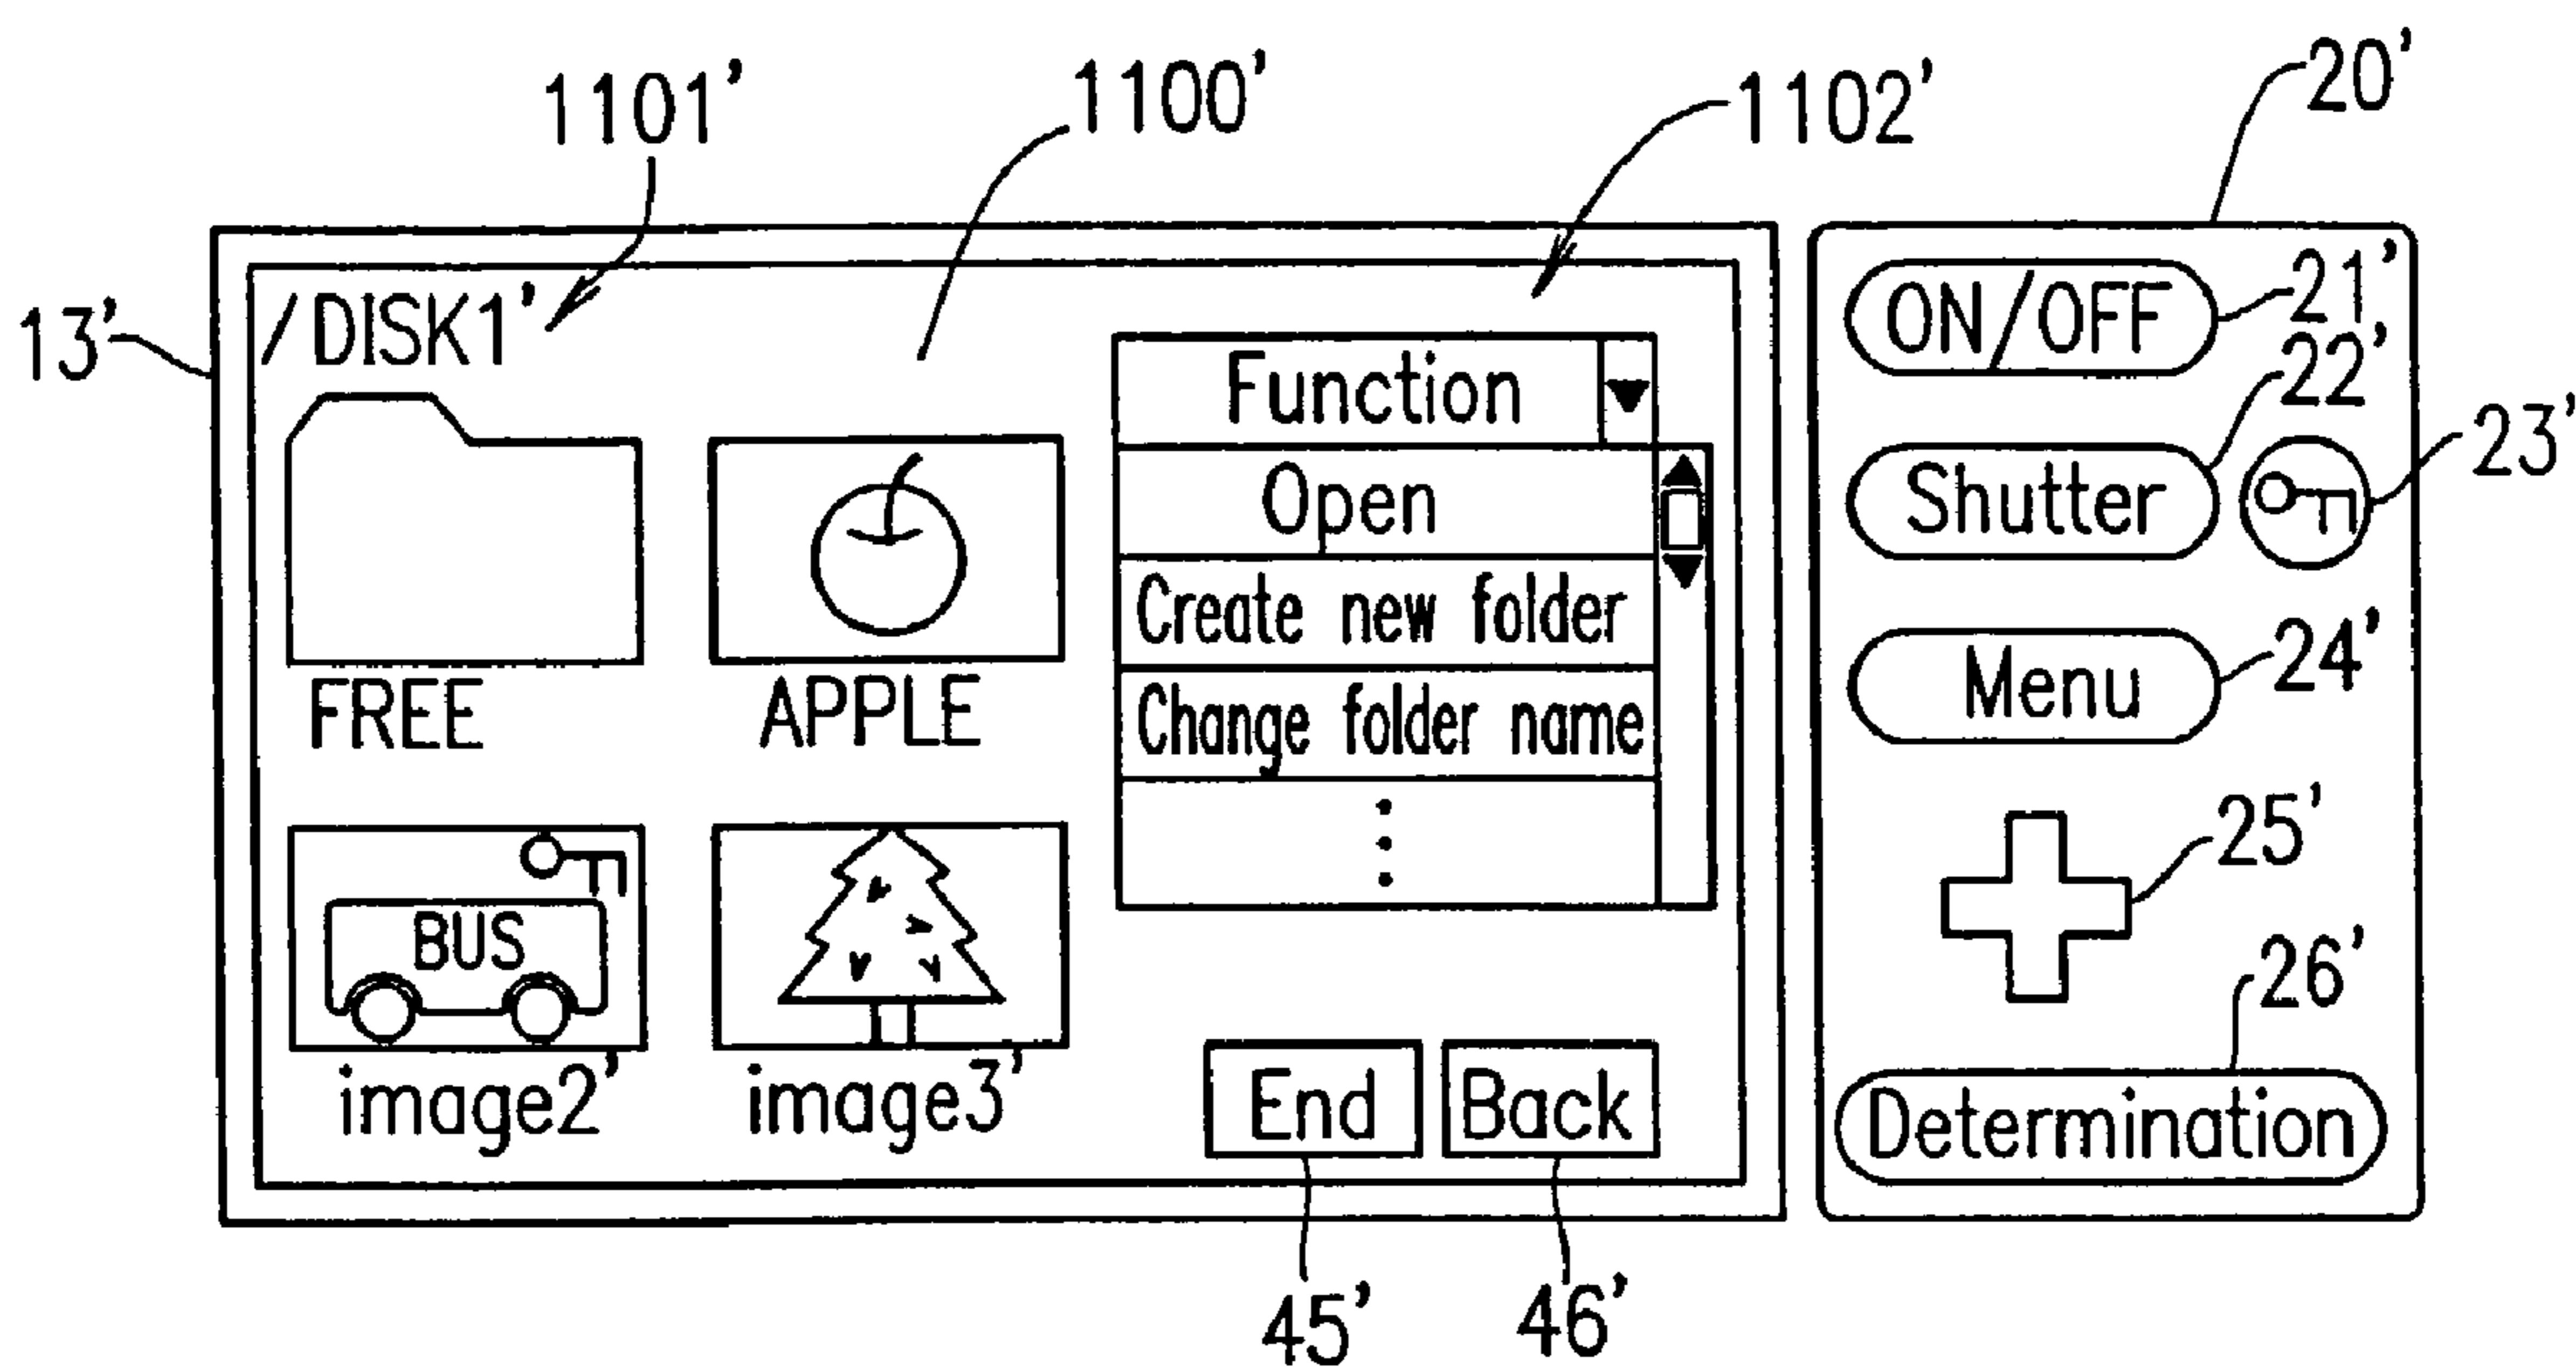 1101' 1100' 1102' 20'
13'
/DISK1'
FREE
APPLE
BUS
image2'
image3'
Function
Open
Create new folder
Change folder name
End
Back
45'
46'
ON/OFF
21'
Shutter
22'
23'
Menu
24'
25'
26'
Determination